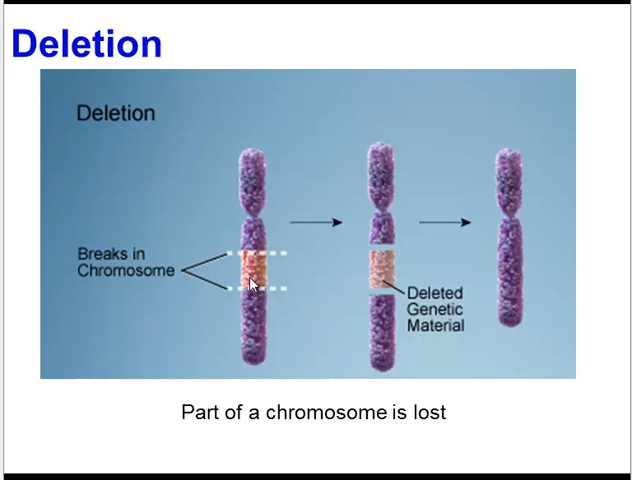 Deletion
Deletion
Breaks in
Chromosome
Deleted
Genetic
Material
Part of a chromosome is lost